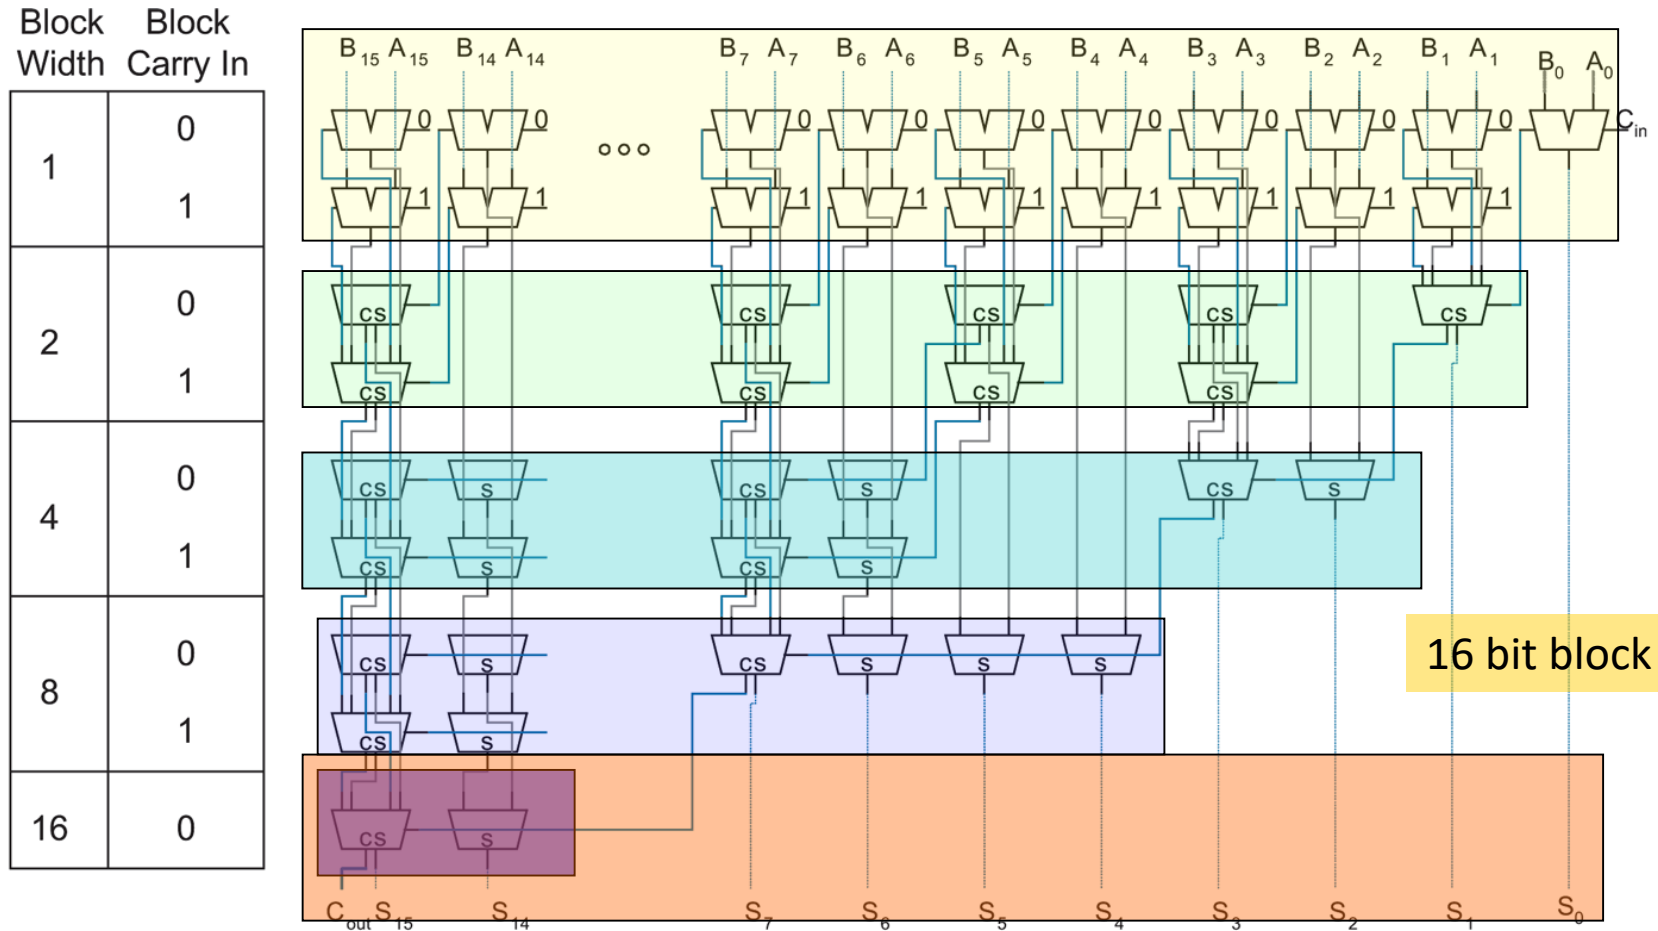 Block Width
Block Carry In
B15 A15 B14 A14 B7 A7 B6 A6 B5 A5 B4 A4 B3 A3 B2 A2 B1 A1 B0 A0
0 0 ooo 0 0 0 0 0 0 0 Cin
1
0
1
1 1 1 1 1 1 1 1 1
2
0
1
CS CS CS CS CS
CS CS CS CS
4
0
1
CS S CS S CS S
CS S CS S
8
0
1
CS S CS S S S
CS S
16 bit block
16
0
CS S
Cout S15 S14 S7 S6 S5 S4 S3 S2 S1 S0